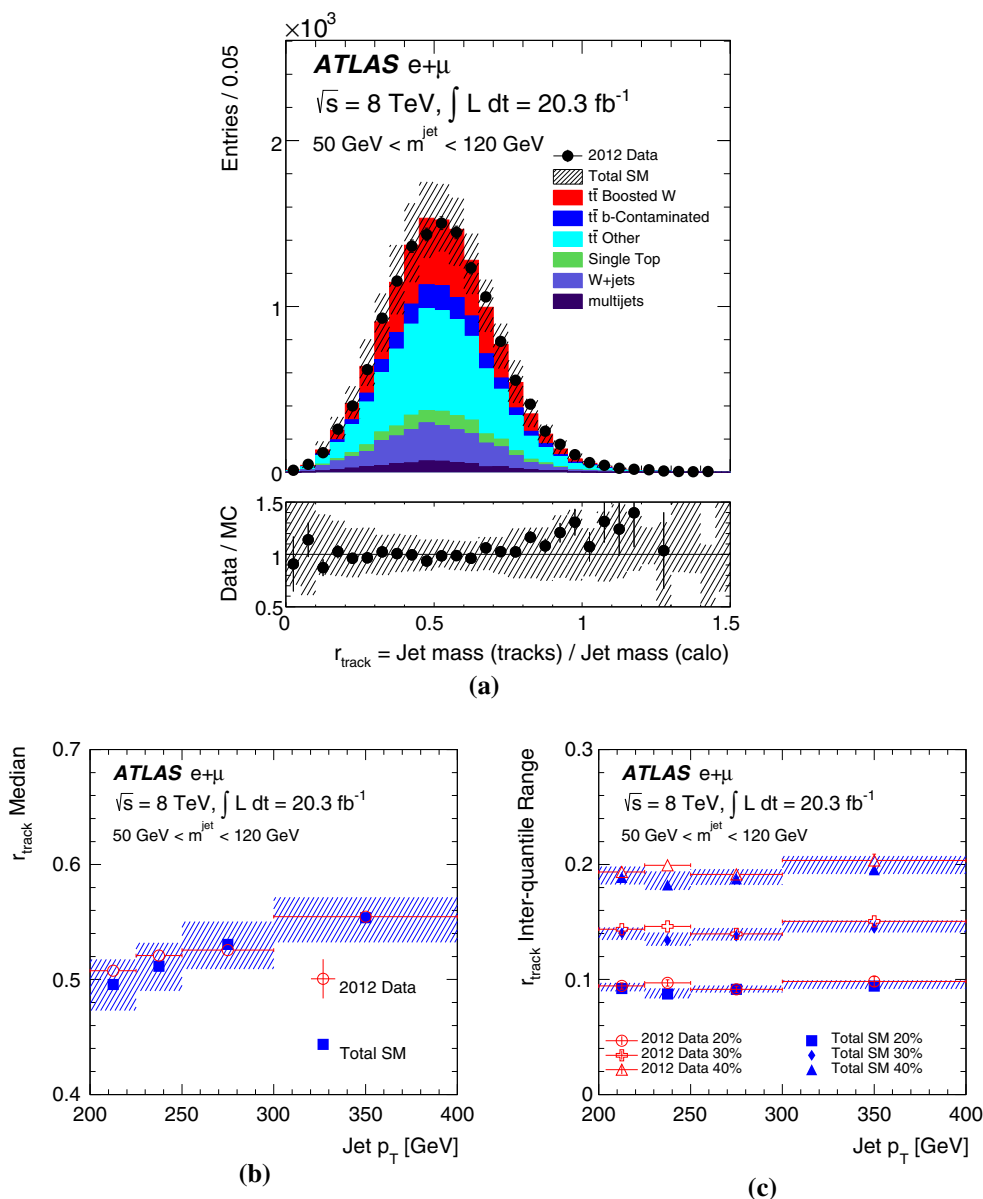 ×10³
Entries / 0.05
ATLAS e+μ
√s = 8 TeV, ∫ L dt = 20.3 fb⁻¹
50 GeV < m^jet < 120 GeV
2012 Data
Total SM
tt̄ Boosted W
tt̄ b-Contaminated
tt̄ Other
Single Top
W+jets
multijets
2
1
0
Data / MC
1.5
1
0.5
0 0.5 1 1.5
r_track = Jet mass (tracks) / Jet mass (calo)
(a)
r_track Median
0.7
0.6
0.5
0.4
ATLAS e+μ
√s = 8 TeV, ∫ L dt = 20.3 fb⁻¹
50 GeV < m^jet < 120 GeV
2012 Data
Total SM
200 250 300 350 400
Jet p_T [GeV]
(b)
r_track Inter-quantile Range
0.3
0.2
0.1
0
ATLAS e+μ
√s = 8 TeV, ∫ L dt = 20.3 fb⁻¹
50 GeV < m^jet < 120 GeV
2012 Data 20% Total SM 20%
2012 Data 30% Total SM 30%
2012 Data 40% Total SM 40%
200 250 300 350 400
Jet p_T [GeV]
(c)